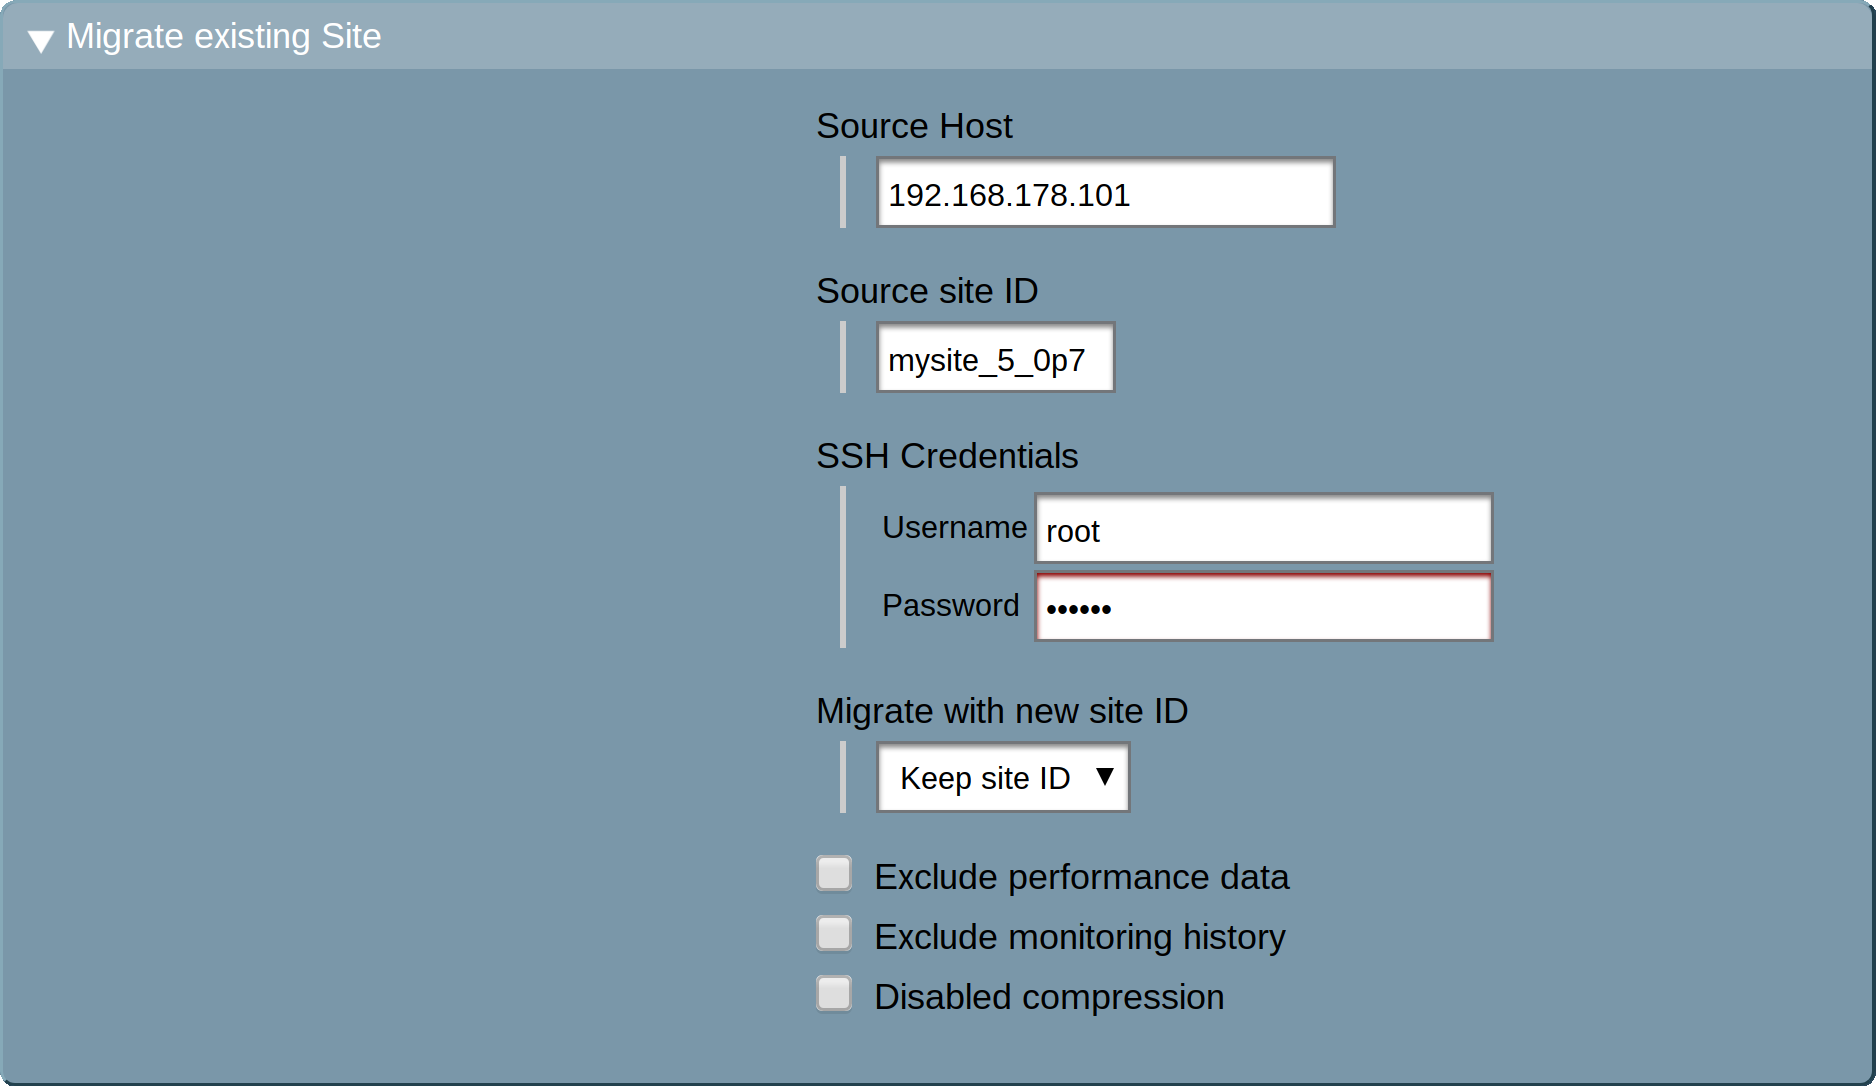 Migrate existing Site
Source Host
192.168.178.101
Source site ID
mysite_5_0p7
SSH Credentials
Username root
Password ••••••
Migrate with new site ID
Keep site ID
Exclude performance data
Exclude monitoring history
Disabled compression